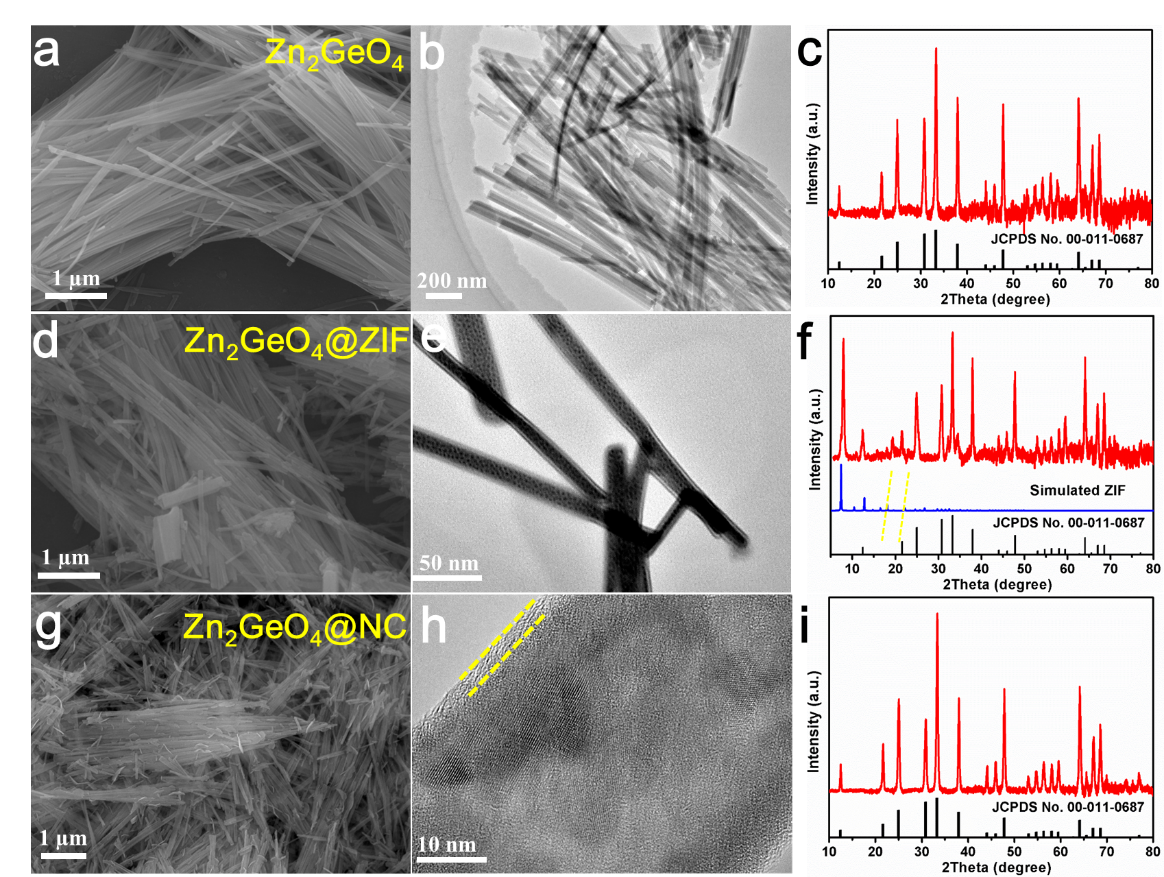 a
Zn₂GeO₄
1 μm
b
200 nm
c
Intensity (a.u.)
JCPDS No. 00-011-0687
10 20 30 40 50 60 70 80
2Theta (degree)
d
Zn₂GeO₄@ZIF
1 μm
e
50 nm
f
Intensity (a.u.)
Simulated ZIF
JCPDS No. 00-011-0687
10 20 30 40 50 60 70 80
2Theta (degree)
g
Zn₂GeO₄@NC
1 μm
h
10 nm
i
Intensity (a.u.)
JCPDS No. 00-011-0687
10 20 30 40 50 60 70 80
2Theta (degree)